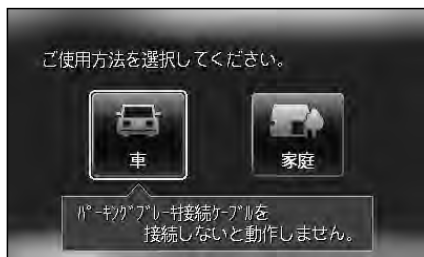 ご使用方法を選択してください。
車
家庭
パーキングブレーキ接続ケーブルを
接続しないと動作しません。